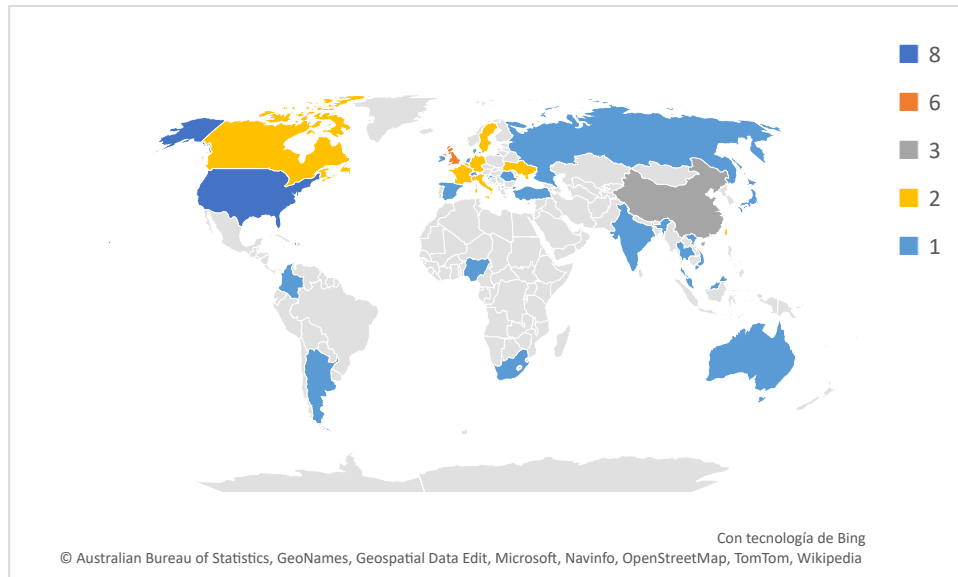 8
6
3
2
1
Con tecnología de Bing
© Australian Bureau of Statistics, GeoNames, Geospatial Data Edit, Microsoft, Navinfo, OpenStreetMap, TomTom, Wikipedia